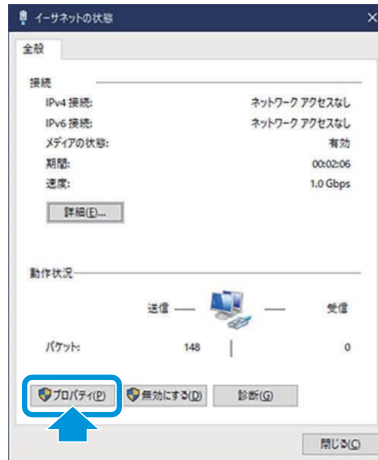 イーサネットの状態
全般
接続
IPv4 接続: ネットワーク アクセスなし
IPv6 接続: ネットワーク アクセスなし
メディアの状態: 有効
期間: 00:02:06
速度: 1.0 Gbps
詳細(E)...
動作状況
送信 受信
パケット: 148 0
プロパティ(P) 無効にする(D) 診断(G)
閉じる(C)